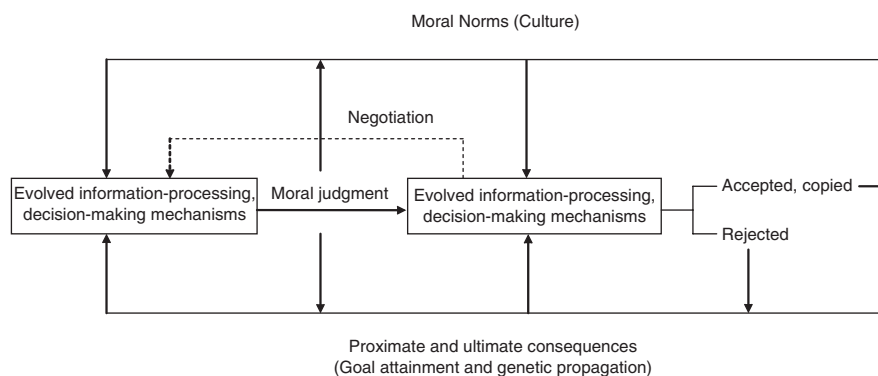 Moral Norms (Culture)
Negotiation
Evolved information-processing,
decision-making mechanisms
Moral judgment
Evolved information-processing,
decision-making mechanisms
Accepted, copied
Rejected
Proximate and ultimate consequences
(Goal attainment and genetic propagation)